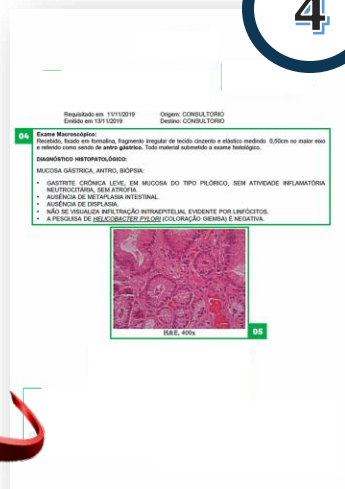 4
Requisitado em 11/11/2019 Origem: CONSULTORIO
Emitido em 13/11/2019 Destino: CONSULTORIO
04
Exame Macroscópico:
Recebido, fixado em formalina, fragmento irregular de tecido cinzento e elástico medindo 0,50cm no maior eixo
e referido como sendo de antro gástrico. Todo material submetido a exame histológico.
DIAGNÓSTICO HISTOPATOLÓGICO:
MUCOSA GÁSTRICA, ANTRO, BIÓPSIA:
• GASTRITE CRÔNICA LEVE, EM MUCOSA DO TIPO PILÓRICO, SEM ATIVIDADE INFLAMATÓRIA
NEUTROCITÁRIA, SEM ATROFIA.
• AUSÊNCIA DE METAPLASIA INTESTINAL.
• AUSÊNCIA DE DISPLASIA.
• NÃO SE VISUALIZA INFILTRAÇÃO INTRAEPITELIAL EVIDENTE POR LINFÓCITOS.
• A PESQUISA DE HELICOBACTER PYLORI (COLORAÇÃO GIEMSA) É NEGATIVA.
H&E, 400x
05